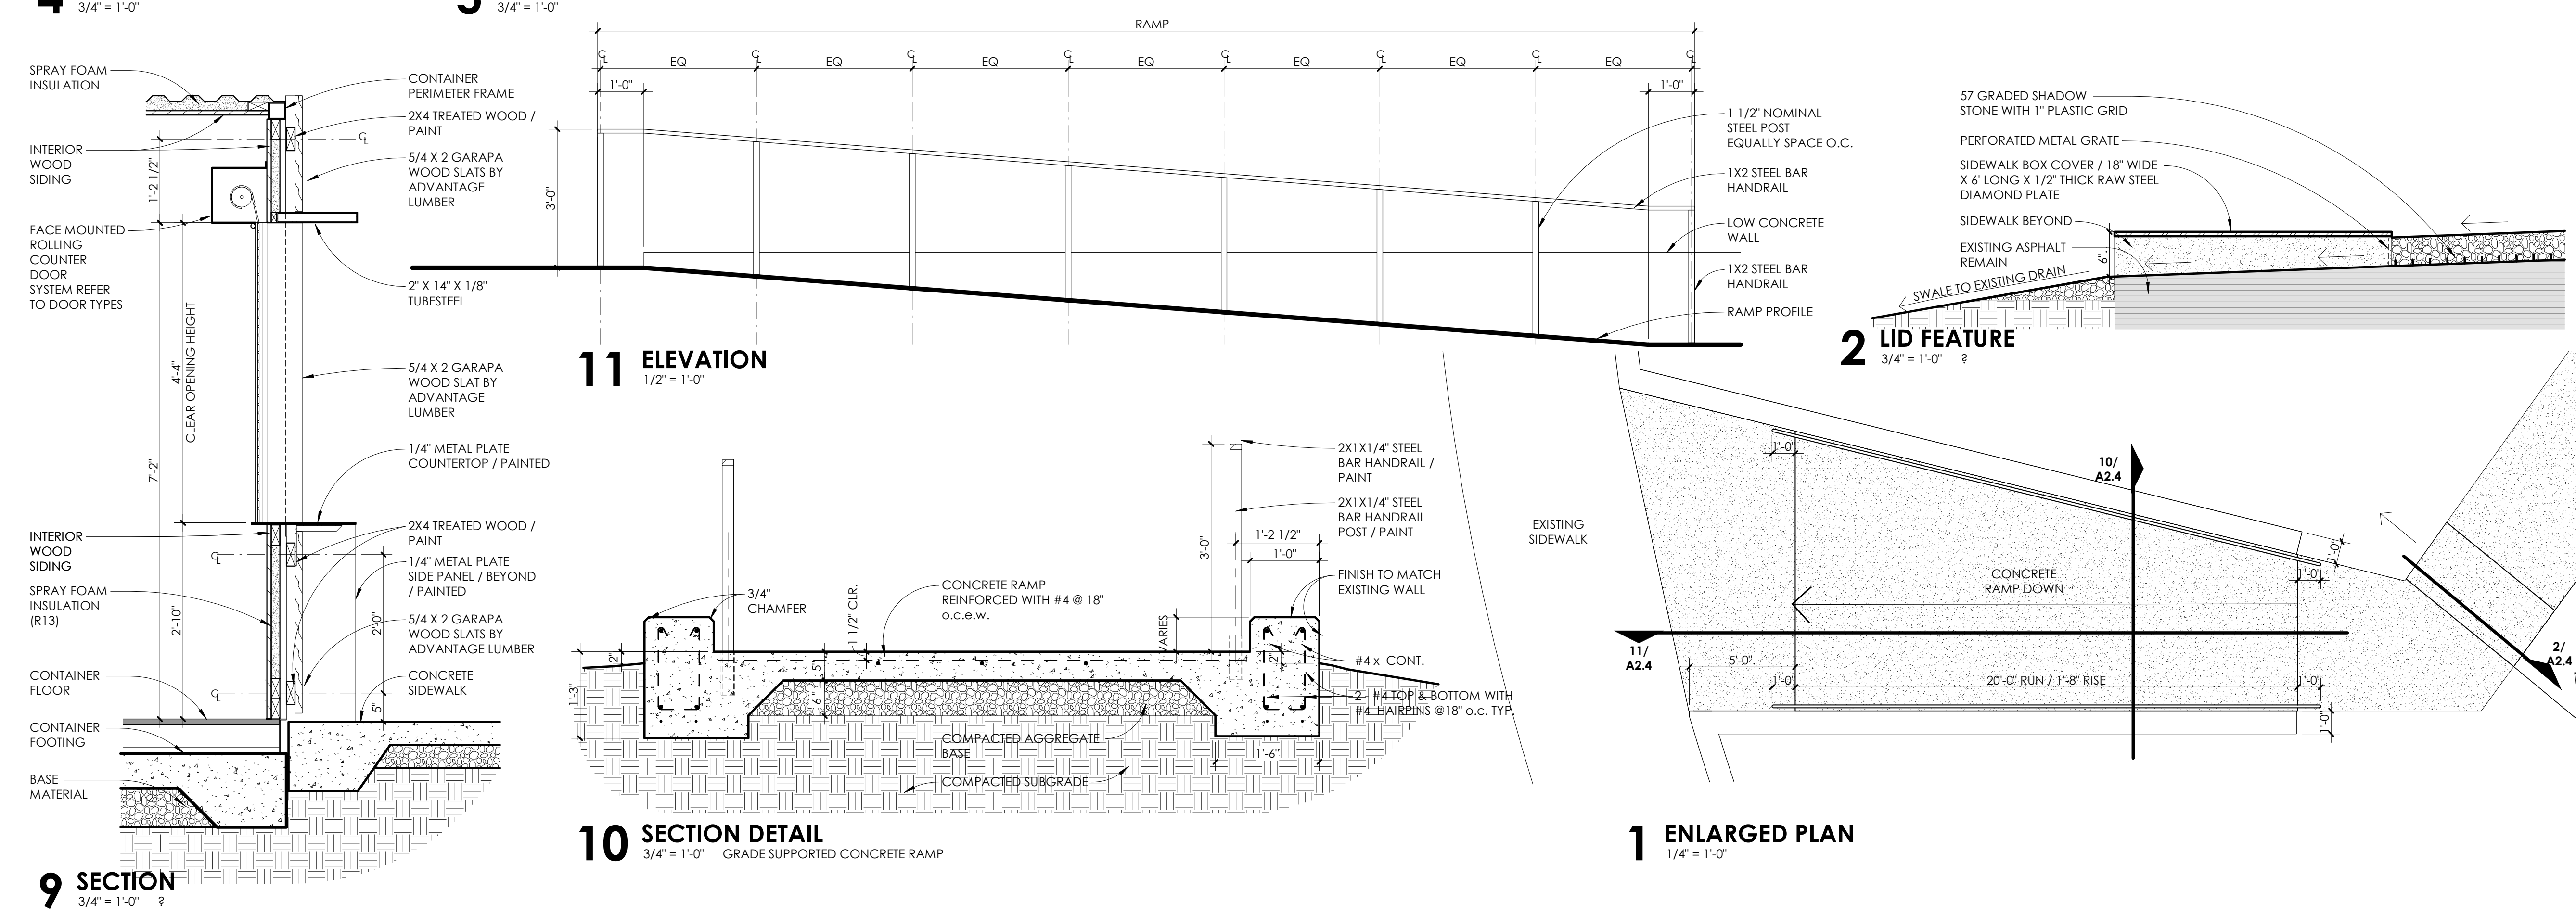 4
3/4" = 1'-0"
3/4" = 1'-0"
SPRAY FOAM
INSULATION
INTERIOR
WOOD
SIDING
FACE MOUNTED
ROLLING
COUNTER
DOOR
SYSTEM REFER
TO DOOR TYPES
INTERIOR
WOOD
SIDING
SPRAY FOAM
INSULATION
(R13)
CONTAINER
FLOOR
CONTAINER
FOOTING
BASE
MATERIAL
1'-2 1/2"
7'-2"
4'-4"
CLEAR OPENING HEIGHT
2'-10"
2'-0"
5"
CL
CL
CL
CONTAINER
PERIMETER FRAME
2X4 TREATED WOOD /
PAINT
5/4 X 2 GARAPA
WOOD SLATS BY
ADVANTAGE
LUMBER
2" X 14" X 1/8"
TUBESTEEL
5/4 X 2 GARAPA
WOOD SLAT BY
ADVANTAGE
LUMBER
1/4" METAL PLATE
COUNTERTOP / PAINTED
2X4 TREATED WOOD /
PAINT
1/4" METAL PLATE
SIDE PANEL / BEYOND
/ PAINTED
5/4 X 2 GARAPA
WOOD SLATS BY
ADVANTAGE LUMBER
CONCRETE
SIDEWALK
9 SECTION
3/4" = 1'-0" ?
RAMP
CL CL CL CL CL CL CL CL
EQ EQ EQ EQ EQ EQ EQ
1'-0"
1'-0"
3'-0"
1 1/2" NOMINAL
STEEL POST
EQUALLY SPACE O.C.
1X2 STEEL BAR
HANDRAIL
LOW CONCRETE
WALL
1X2 STEEL BAR
HANDRAIL
RAMP PROFILE
11 ELEVATION
1/2" = 1'-0"
3'-0"
1'-2 1/2"
1'-0"
3/4"
CHAMFER
1 1/2" CLR.
CONCRETE RAMP
REINFORCED WITH #4 @ 18"
o.c.e.w.
VARIES
2"
1'-3"
5"
6"
2"
1'-6"
2X1X1/4" STEEL
BAR HANDRAIL /
PAINT
2X1X1/4" STEEL
BAR HANDRAIL
POST / PAINT
FINISH TO MATCH
EXISTING WALL
#4 x CONT.
2 - #4 TOP & BOTTOM WITH
#4 HAIRPINS @18" o.c. TYP.
COMPACTED AGGREGATE
BASE
COMPACTED SUBGRADE
10 SECTION DETAIL
3/4" = 1'-0" GRADE SUPPORTED CONCRETE RAMP
57 GRADED SHADOW
STONE WITH 1" PLASTIC GRID
PERFORATED METAL GRATE
SIDEWALK BOX COVER / 18" WIDE
X 6' LONG X 1/2" THICK RAW STEEL
DIAMOND PLATE
SIDEWALK BEYOND
EXISTING ASPHALT
REMAIN
6"
SWALE TO EXISTING DRAIN
2 LID FEATURE
3/4" = 1'-0" ?
EXISTING
SIDEWALK
1'-0"
10/
A2.4
CONCRETE
RAMP DOWN
1'-0"
1'-0"
11/
A2.4
5'-0".
1'-0"
20'-0" RUN / 1'-8" RISE
1'-0"
1'-0"
2/
A2.4
1 ENLARGED PLAN
1/4" = 1'-0"